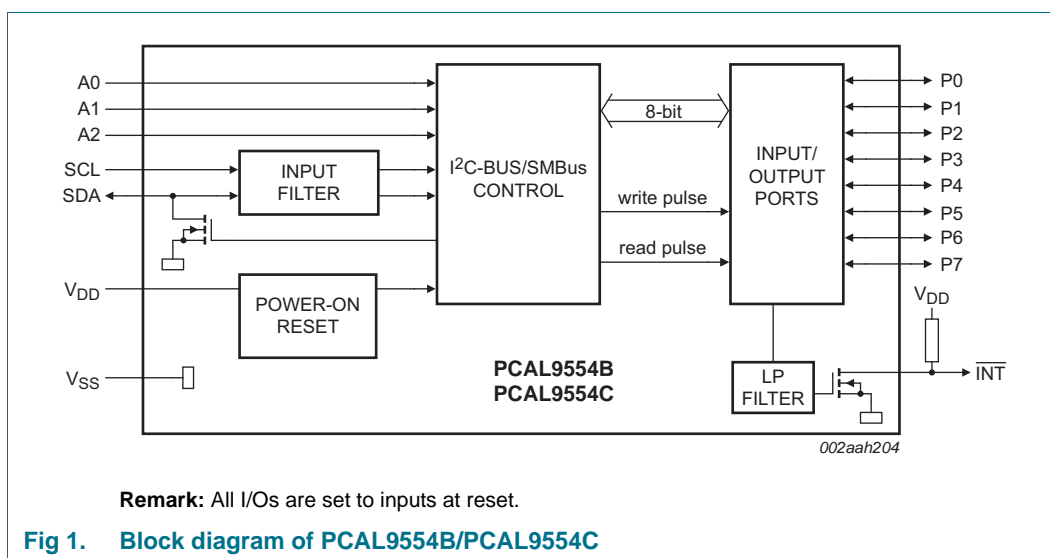 A0
A1
A2
SCL
SDA
VDD
VSS
INPUT
FILTER
POWER-ON
RESET
I²C-BUS/SMBus
CONTROL
8-bit
write pulse
read pulse
INPUT/
OUTPUT
PORTS
P0
P1
P2
P3
P4
P5
P6
P7
VDD
INT
LP
FILTER
PCAL9554B
PCAL9554C
002aah204
Remark: All I/Os are set to inputs at reset.
Fig 1. Block diagram of PCAL9554B/PCAL9554C